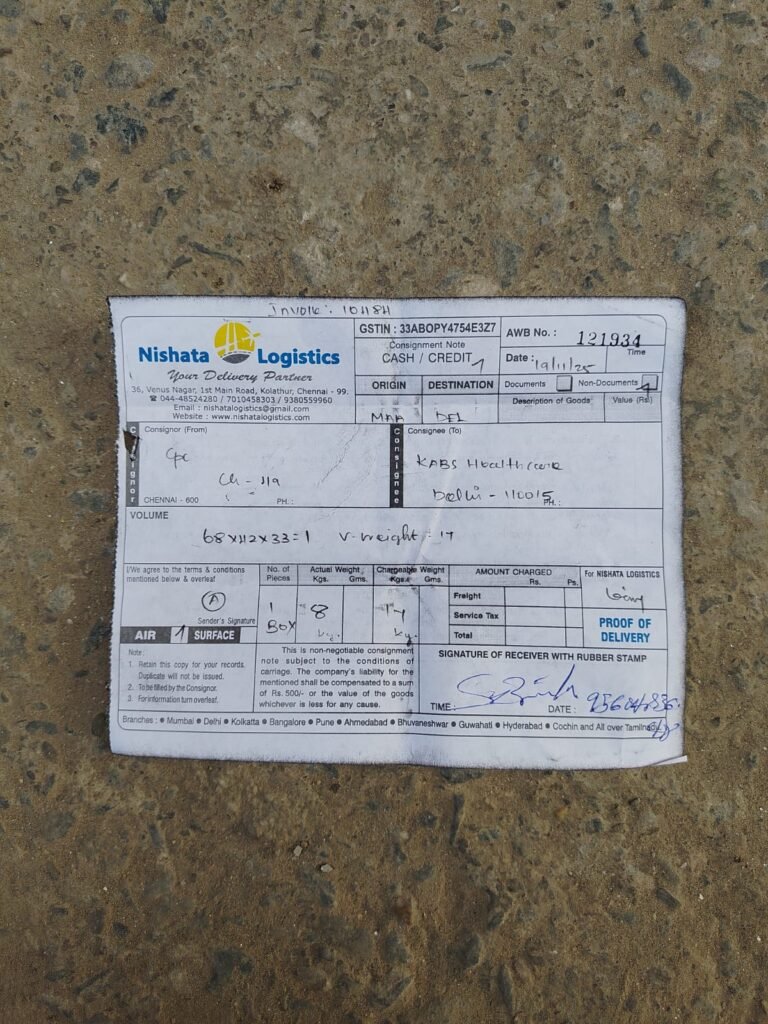 Invoice : 10484
Nishata Logistics
Your Delivery Partner
36, Venus Nagar, 1st Main Road, Kolathur, Chennai - 99.
☎ 044-48524280 / 7010458303 / 9380559960
Email : nishatalogistics@gmail.com
Website : www.nishatalogistics.com
GSTIN : 33ABOPY4754E3Z7
Consignment Note
CASH / CREDIT
AWB No. : 121934
Date : 19/11/25 Time
ORIGIN DESTINATION
MAA DEL
Documents Non-Documents
Description of Goods Value (Rs)
Consignor
Consignor (From)
Cpc
Ch - 119
CHENNAI - 600 PH. :
Consignee
Consignee (To)
KABS Healthcare
Delhi - 110015
PH. :
VOLUME
68x42x33=1 V-weight : 17
I/We agree to the terms & conditions
mentioned below & overleaf
A
Sender's Signature
AIR SURFACE
No. of Pieces
1
BOX
Actual Weight
Kgs. Gms.
8
kg.
Chargeable Weight
Kgs. Gms.
17
kg.
AMOUNT CHARGED
Rs. Ps.
Freight
Service Tax
Total
For NISHATA LOGISTICS
PROOF OF
DELIVERY
Note:
1. Retain this copy for your records.
Duplicate will not be issued.
2. To be filled by the Consignor.
3. For information turn overleaf.
This is non-negotiable consignment
note subject to the conditions of
carriage. The company's liability for the
mentioned shall be compensated to a sum
of Rs. 500/- or the value of the goods
whichever is less for any cause.
SIGNATURE OF RECEIVER WITH RUBBER STAMP
TIME : DATE :
Branches : ● Mumbai ● Delhi ● Kolkatta ● Bangalore ● Pune ● Ahmedabad ● Bhuvaneshwar ● Guwahati ● Hyderabad ● Cochin and All over Tamilnadu